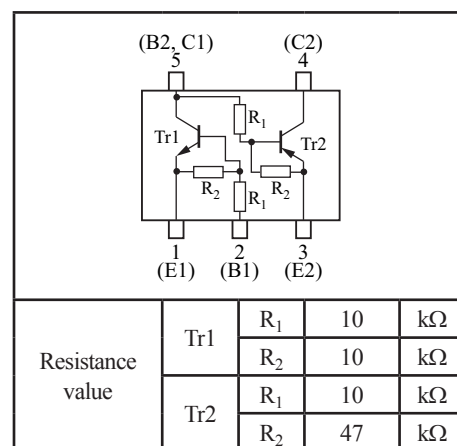 (B2, C1) (C2)
5 4
R1
Tr1 Tr2
R2 R2
R1
1 2 3
(E1) (B1) (E2)
Resistance value Tr1 R1 10 kΩ
R2 10 kΩ
Tr2 R1 10 kΩ
R2 47 kΩ